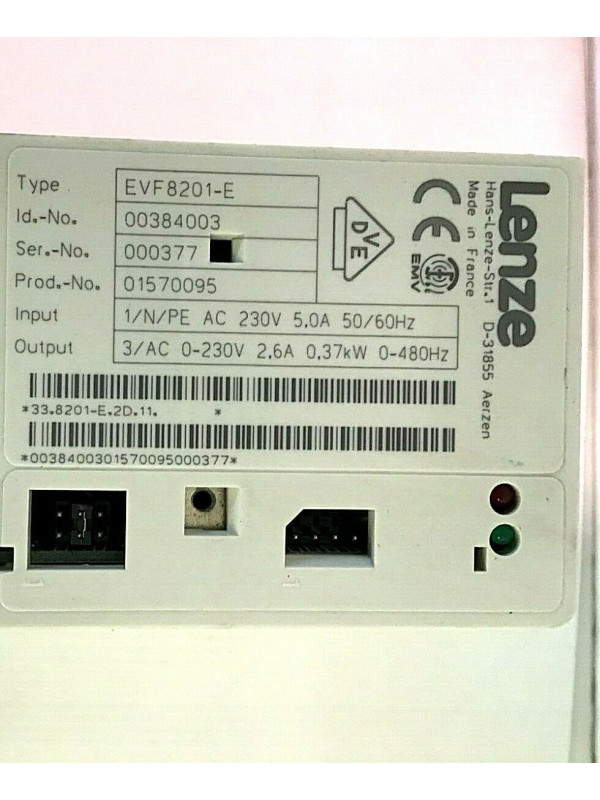 Type EVF8201-E
Id.-No. 00384003
Ser.-No. 000377
Prod.-No. 01570095
Input 1/N/PE AC 230V 5.0A 50/60Hz
Output 3/AC 0-230V 2.6A 0.37kW 0-480Hz
*33.8201-E.2D.11. *
*0038400301570095000377*
VDE
CE
EMV
Lenze
Hans-Lenze-Str.1 D-31855 Aerzen
Made in France